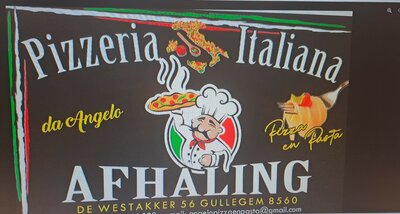 Pizzeria Italiana
da Angelo
Pizza
en Pasta
AFHALING
DE WESTAKKER 56 GULLEGEM 8560